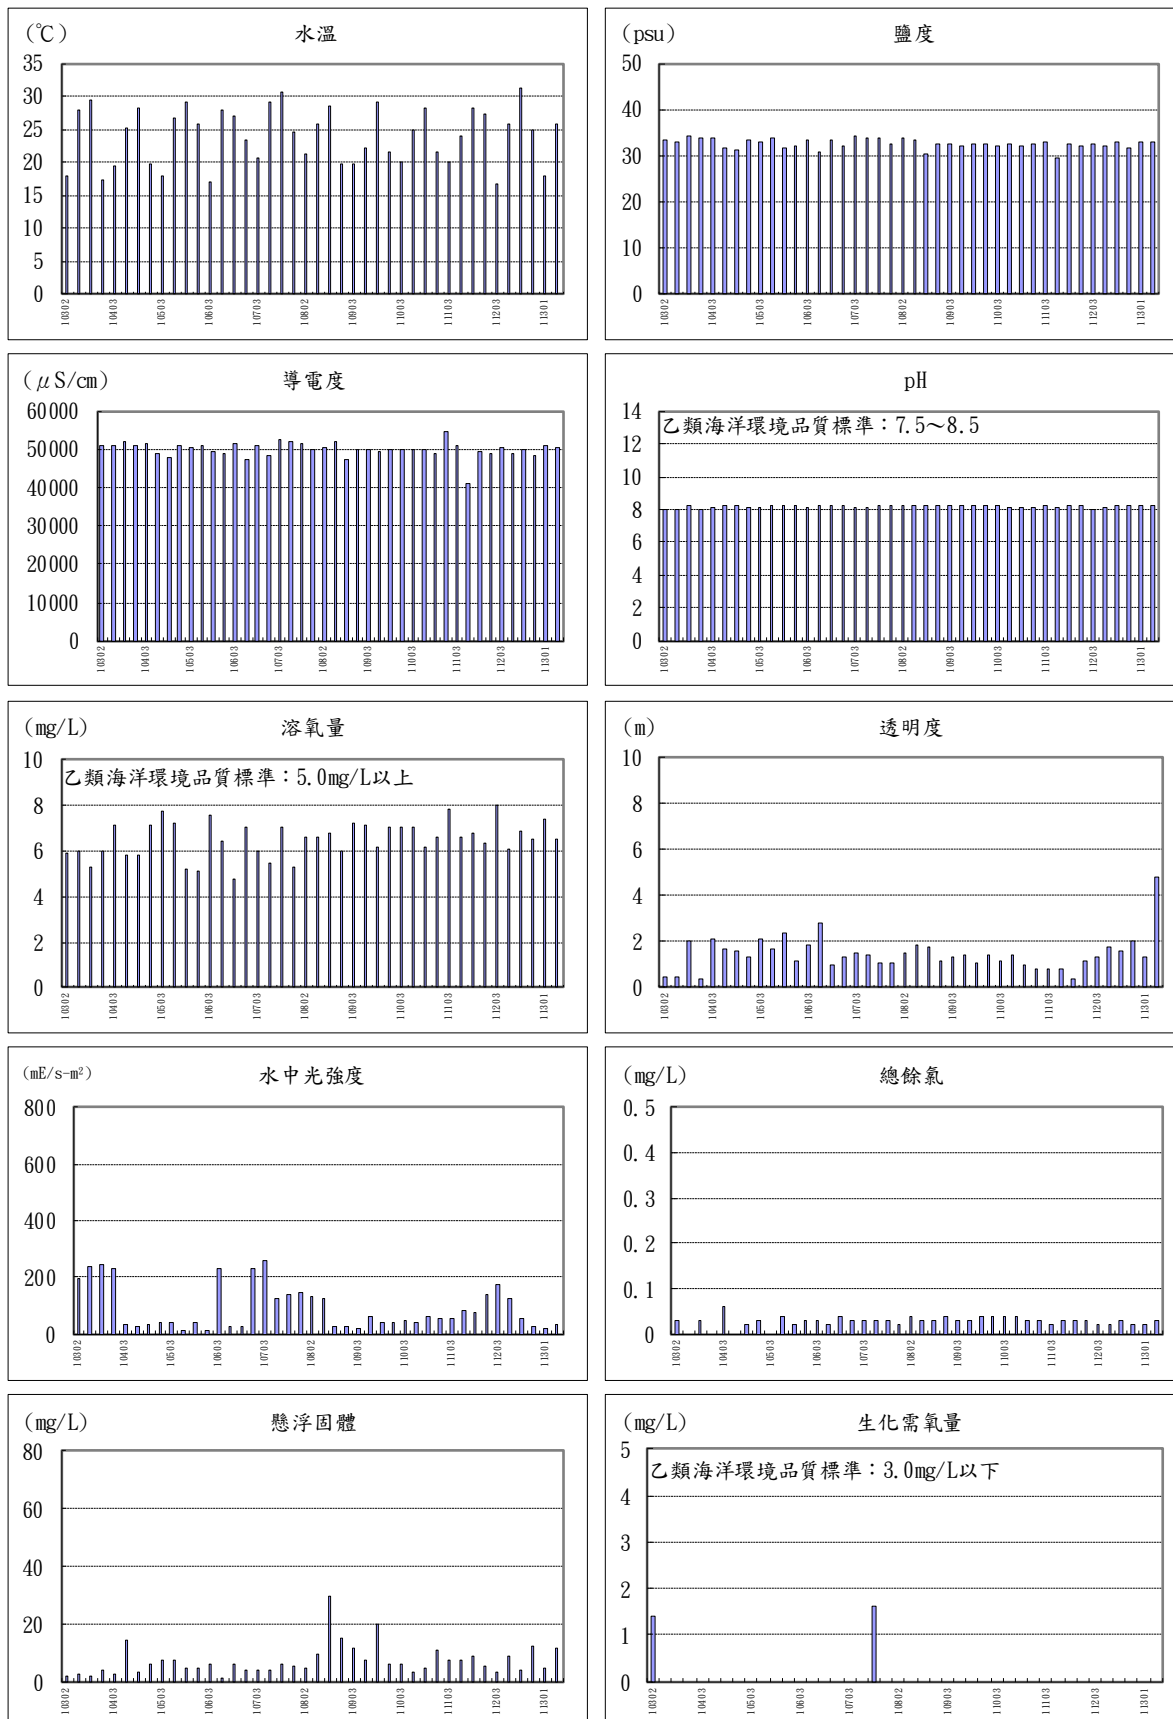 (℃) 水溫
35
30
25
20
15
10
5
0
10302 10403 10503 10603 10703 10802 10903 11003 11103 11203 11301
(psu) 鹽度
50
40
30
20
10
0
10302 10403 10503 10603 10703 10802 10903 11003 11103 11203 11301
(μS/cm) 導電度
60000
50000
40000
30000
20000
10000
0
10302 10403 10503 10603 10703 10802 10903 11003 11103 11203 11301
pH
乙類海洋環境品質標準：7.5～8.5
14
12
10
8
6
4
2
0
10302 10403 10503 10603 10703 10802 10903 11003 11103 11203 11301
(mg/L) 溶氧量
乙類海洋環境品質標準：5.0mg/L以上
10
8
6
4
2
0
10302 10403 10503 10603 10703 10802 10903 11003 11103 11203 11301
(m) 透明度
10
8
6
4
2
0
10302 10403 10503 10603 10703 10802 10903 11003 11103 11203 11301
(mE/s-m²) 水中光強度
800
600
400
200
0
10302 10403 10503 10603 10703 10802 10903 11003 11103 11203 11301
(mg/L) 總餘氯
0.5
0.4
0.3
0.2
0.1
0
10302 10403 10503 10603 10703 10802 10903 11003 11103 11203 11301
(mg/L) 懸浮固體
80
60
40
20
0
10302 10403 10503 10603 10703 10802 10903 11003 11103 11203 11301
(mg/L) 生化需氧量
乙類海洋環境品質標準：3.0mg/L以下
5
4
3
2
1
0
10302 10403 10503 10603 10703 10802 10903 11003 11103 11203 11301